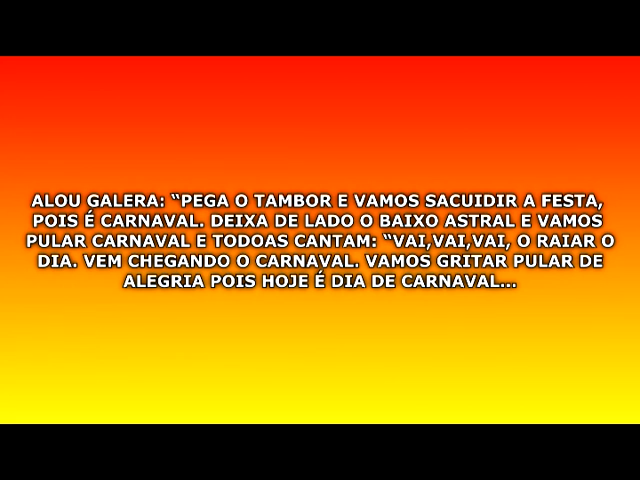 ALOU GALERA: “PEGA O TAMBOR E VAMOS SACUIDIR A FESTA,
POIS É CARNAVAL. DEIXA DE LADO O BAIXO ASTRAL E VAMOS
PULAR CARNAVAL E TODOAS CANTAM: “VAI,VAI,VAI, O RAIAR O
DIA. VEM CHEGANDO O CARNAVAL. VAMOS GRITAR PULAR DE
ALEGRIA POIS HOJE É DIA DE CARNAVAL...